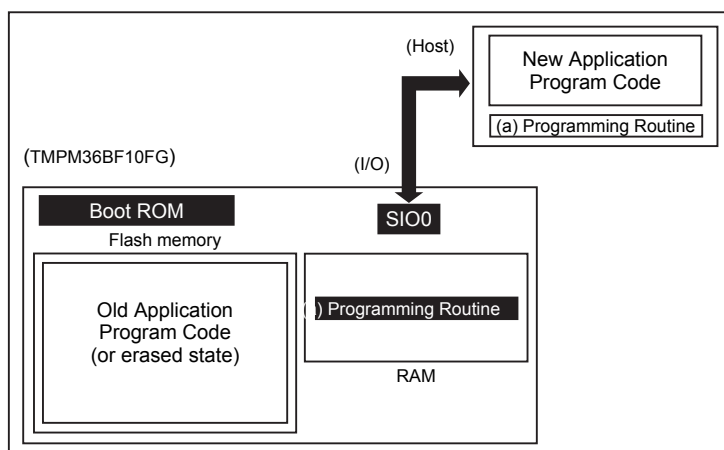 (Host)
New Application
Program Code
(a) Programming Routine
(TMPM36BF10FG)
(I/O)
Boot ROM
SIO0
Flash memory
Old Application
Program Code
(or erased state)
(a) Programming Routine
RAM